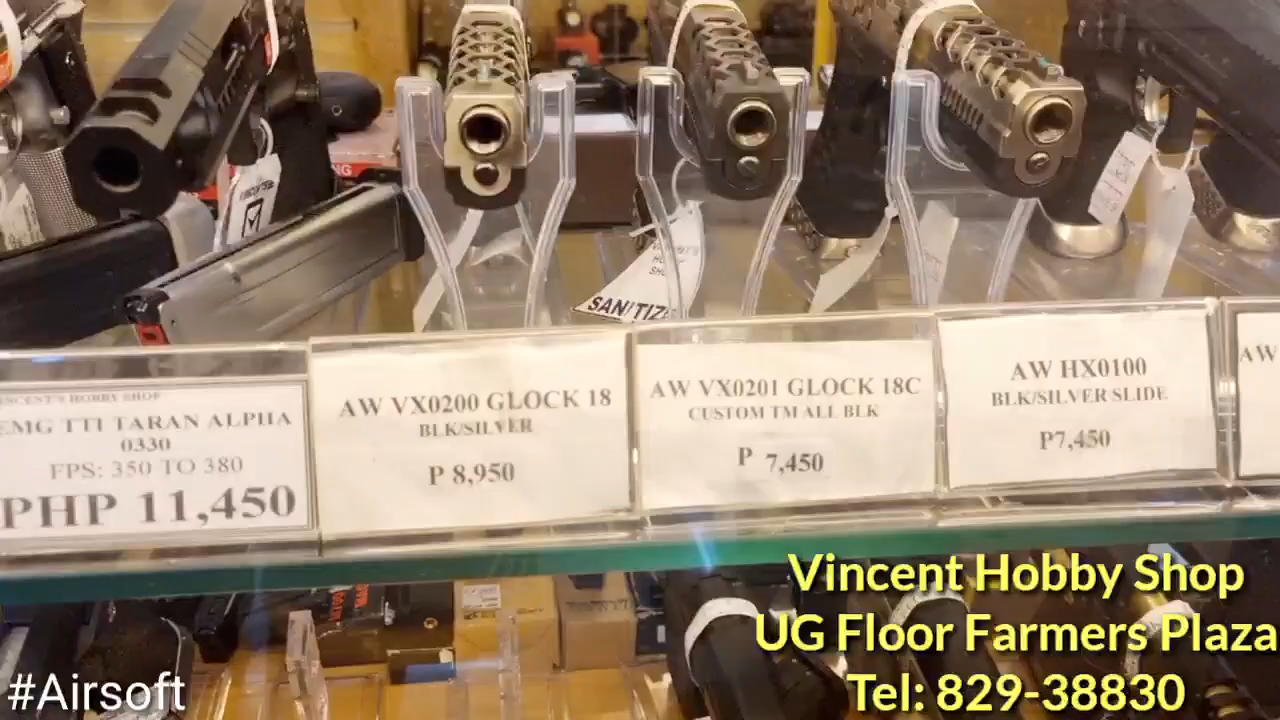 SANITIZE
VINCENT'S HOBBY SHOP
EMG TTI TARAN ALPHA
0330
FPS: 350 TO 380
PHP 11,450
AW VX0200 GLOCK 18
BLK/SILVER
P 8,950
AW VX0201 GLOCK 18C
CUSTOM TM ALL BLK
P 7,450
AW HX0100
BLK/SILVER SLIDE
P7,450
AW
Vincent Hobby Shop
UG Floor Farmers Plaza
Tel: 829-38830
#Airsoft